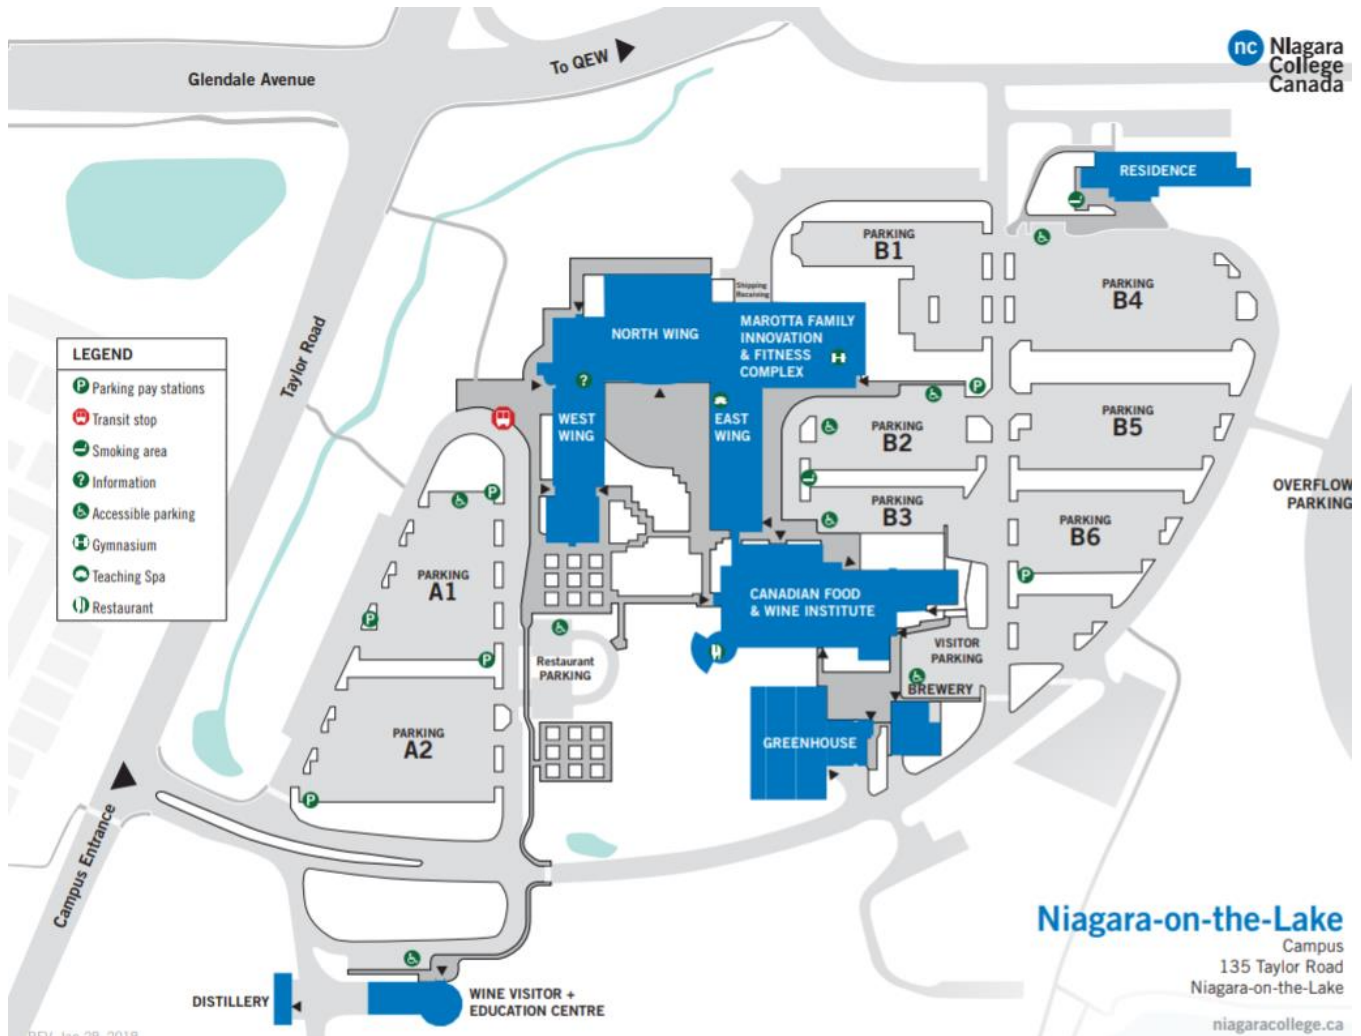 Glendale Avenue
To QEW
nc
NIagara
College
Canada
RESIDENCE
PARKING
B1
PARKING
B4
Shipping
Receiving
NORTH WING
MAROTTA FAMILY
INNOVATION
& FITNESS
COMPLEX
Taylor Road
LEGEND
P Parking pay stations
Transit stop
Smoking area
? Information
Accessible parking
H Gymnasium
Teaching Spa
Restaurant
?
H
P
WEST
WING
EAST
WING
PARKING
B2
PARKING
B5
OVERFLOW
PARKING
P
PARKING
B3
PARKING
B6
PARKING
A1
P
P
P
P
CANADIAN FOOD
& WINE INSTITUTE
Restaurant
PARKING
VISITOR
PARKING
BREWERY
PARKING
A2
P
GREENHOUSE
Campus Entrance
Niagara-on-the-Lake
Campus
135 Taylor Road
Niagara-on-the-Lake
niagaracollege.ca
DISTILLERY
WINE VISITOR +
EDUCATION CENTRE